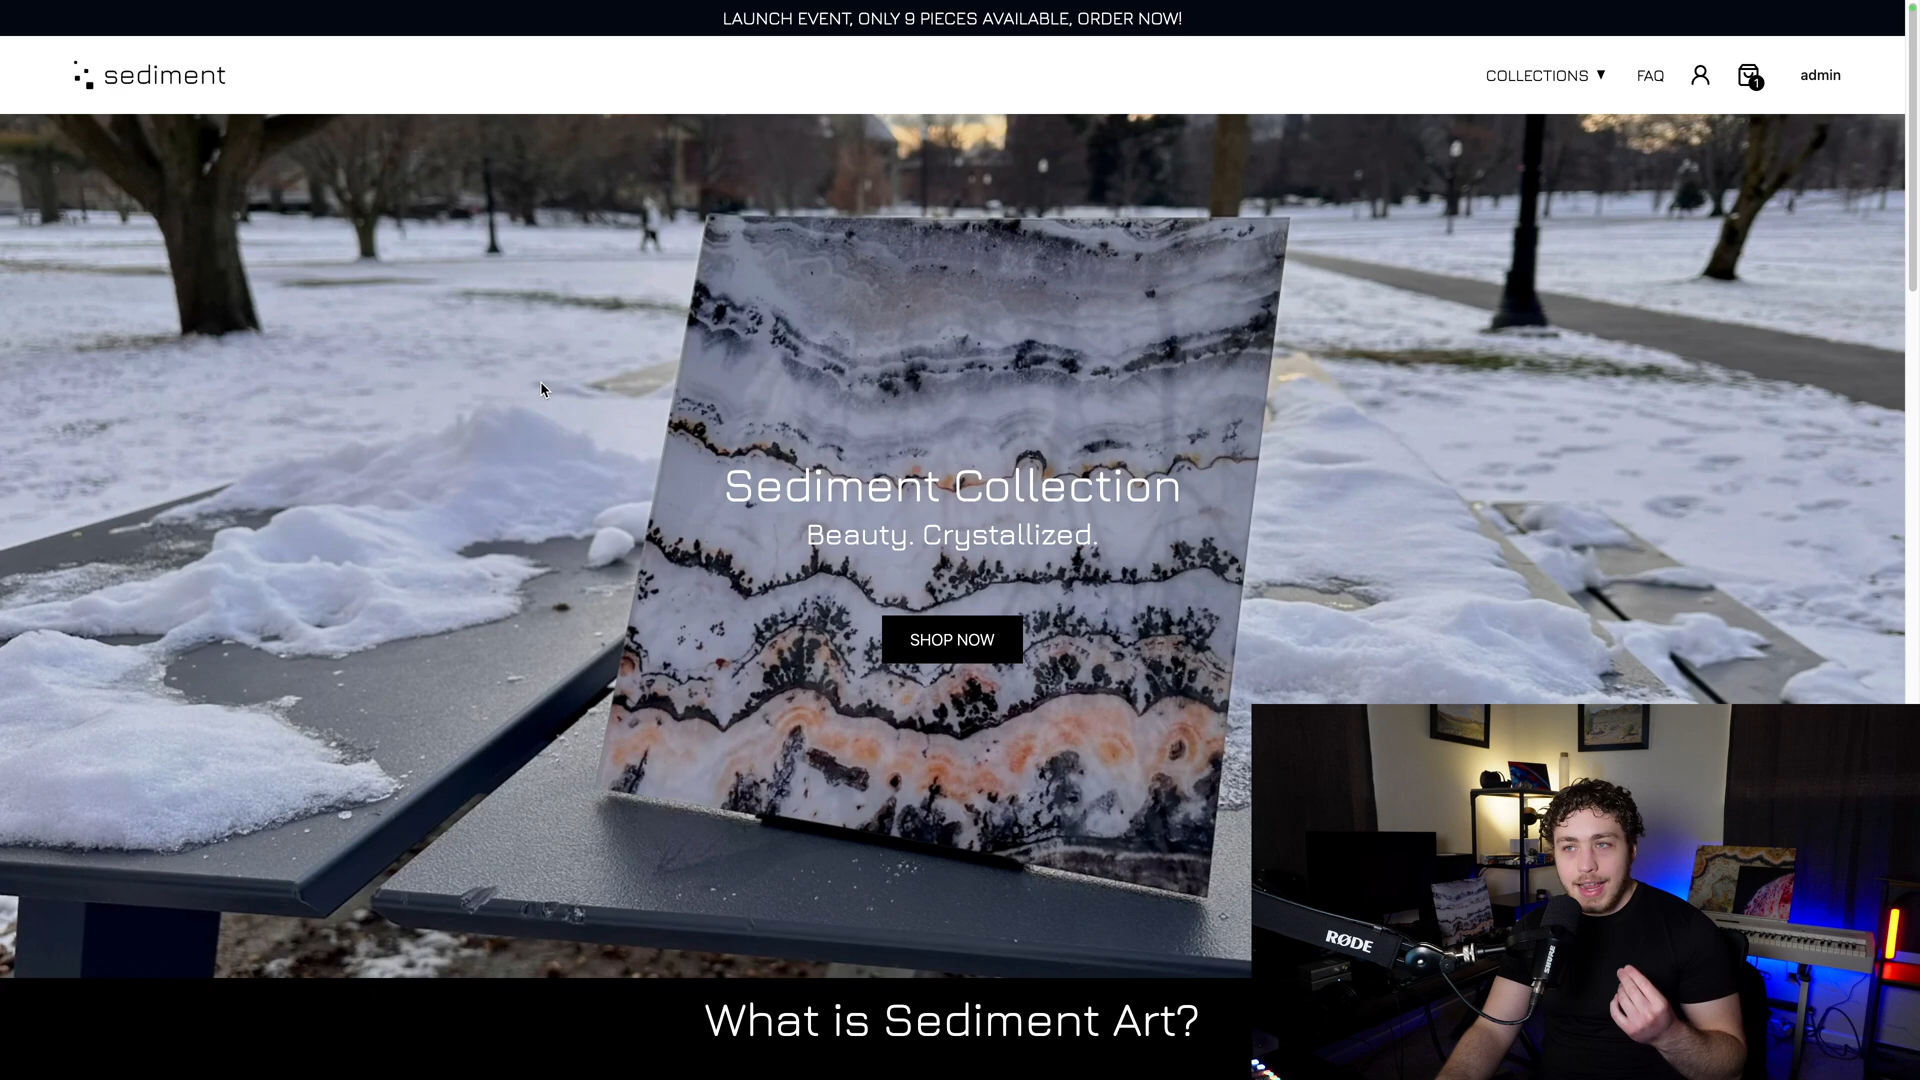 LAUNCH EVENT, ONLY 9 PIECES AVAILABLE, ORDER NOW!
sediment
COLLECTIONS ▼
FAQ
1
admin
Sediment Collection
Beauty. Crystallized.
SHOP NOW
RØDE
SHURE
What is Sediment Art?